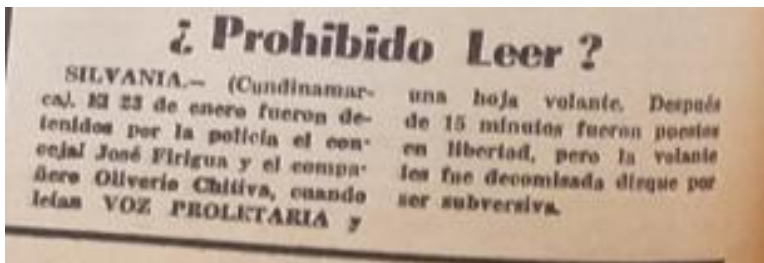 ¿ Prohibido Leer ?
SILVANIA.— (Cundinamar-
ca). El 23 de enero fueron de-
tenidos por la policía el con-
cejal José Firigua y el compa-
ñero Oliverio Chitiva, cuando
leían VOZ PROLETARIA y
una hoja volante. Después
de 15 minutos fueron puestos
en libertad, pero la volante
les fue decomisada disque por
ser subversiva.